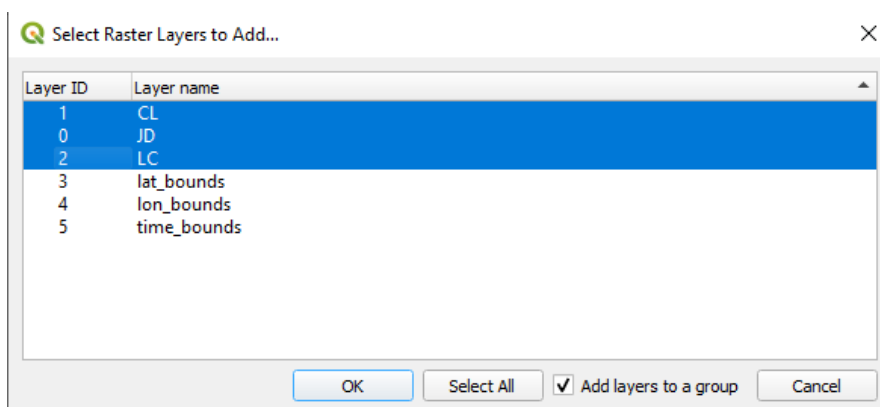 Select Raster Layers to Add...
Layer ID Layer name
1 CL
0 JD
2 LC
3 lat_bounds
4 lon_bounds
5 time_bounds
OK Select All Add layers to a group Cancel